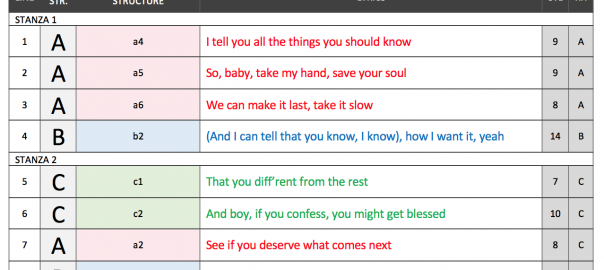 STR. STRUCTURE
STANZA 1
1 A a4 I tell you all the things you should know 9 A
2 A a5 So, baby, take my hand, save your soul 9 A
3 A a6 We can make it last, take it slow 8 A
4 B b2 (And I can tell that you know, I know), how I want it, yeah 14 B
STANZA 2
5 C c1 That you diff'rent from the rest 7 C
6 C c2 And boy, if you confess, you might get blessed 10 C
7 A a2 See if you deserve what comes next 8 C